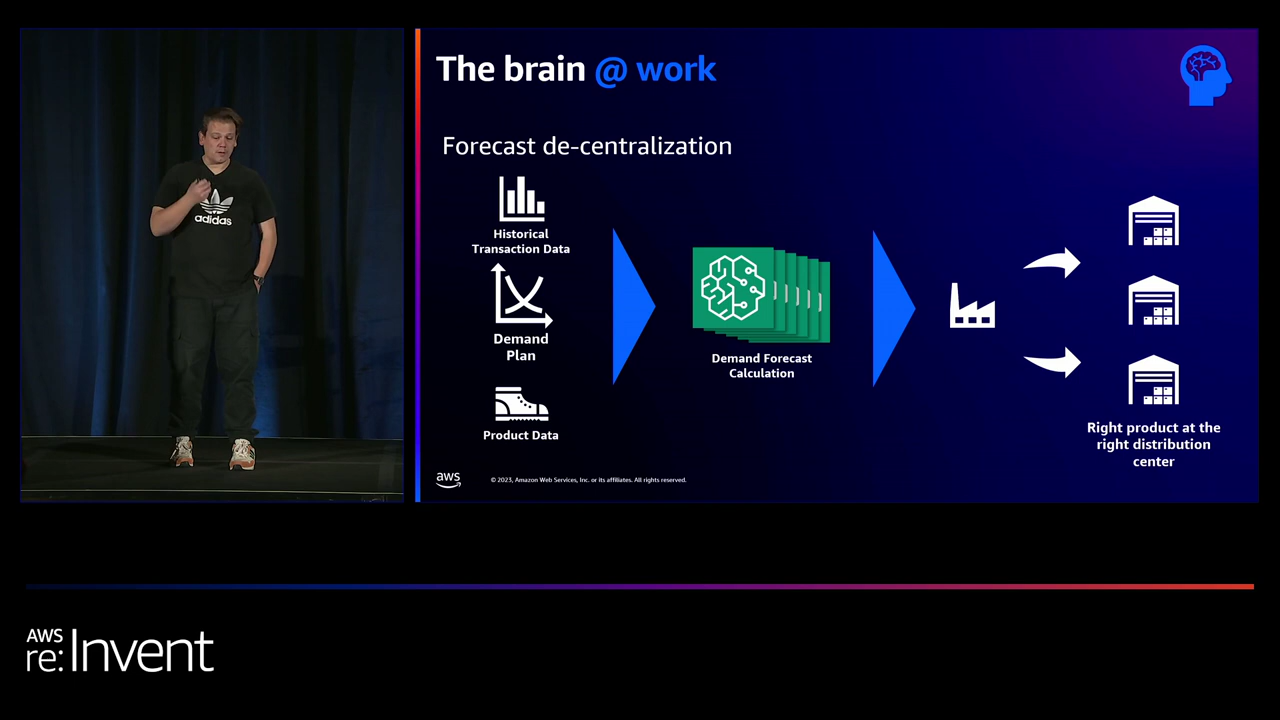 The brain @ work
Forecast de-centralization
Historical
Transaction Data
Demand
Plan
Product Data
Demand Forecast
Calculation
Right product at the
right distribution
center
adidas
aws
© 2023, Amazon Web Services, Inc. or its affiliates. All rights reserved.
AWS
re:Invent